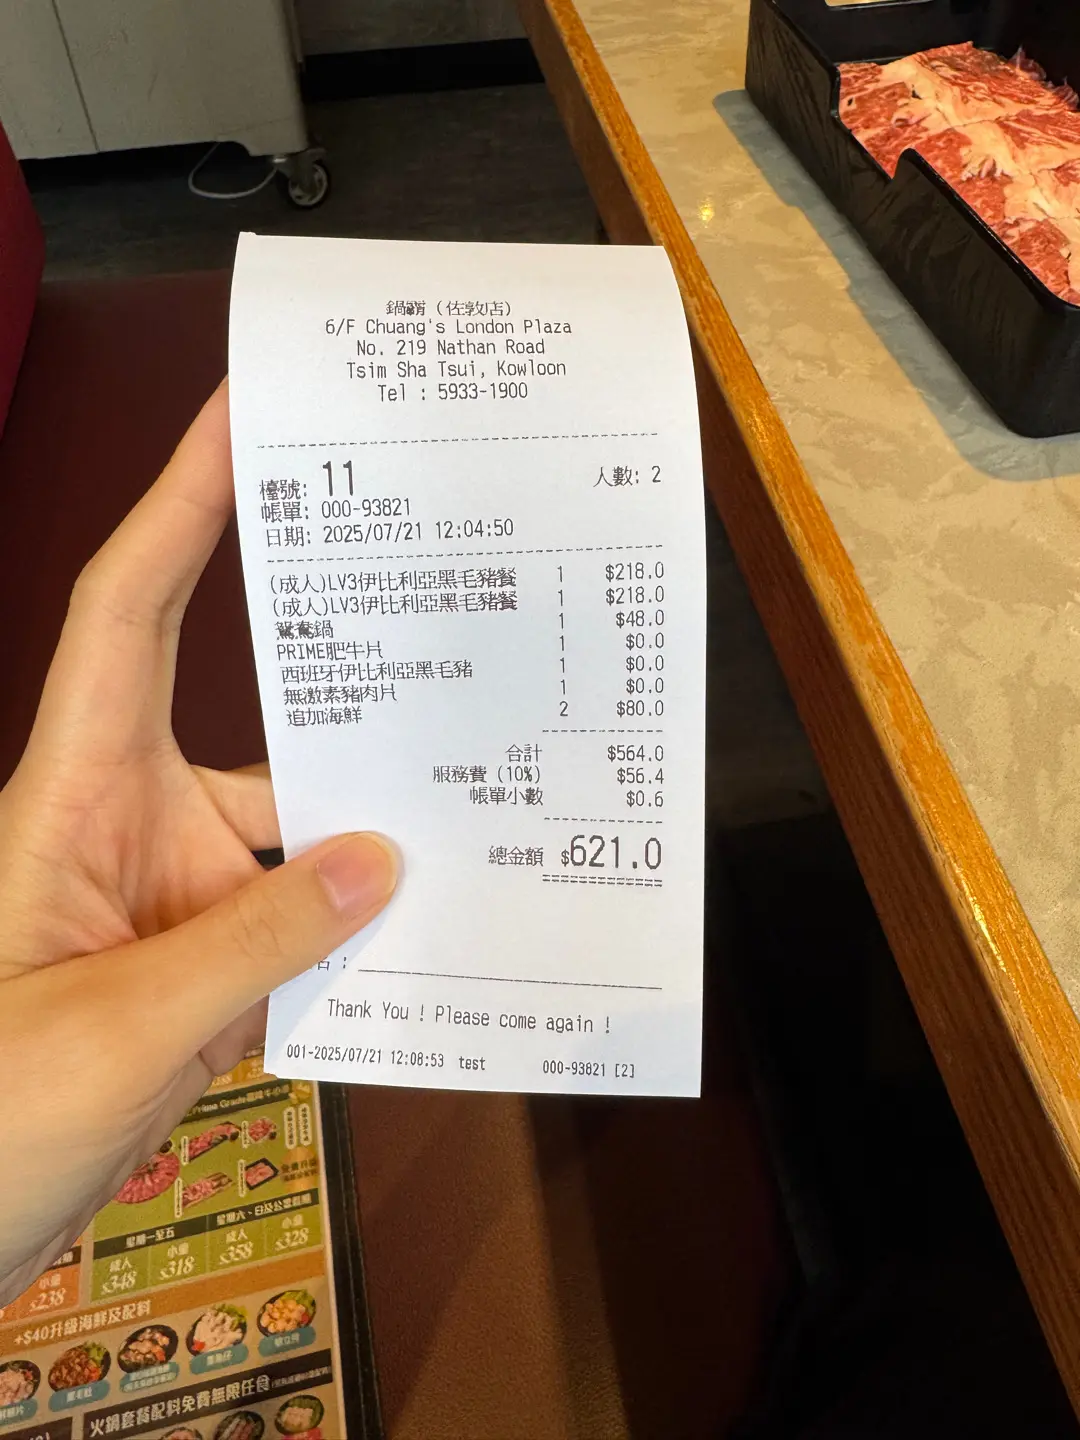 鍋霸 (佐敦店)
6/F Chuang's London Plaza
No. 219 Nathan Road
Tsim Sha Tsui, Kowloon
Tel : 5933-1900
檯號: 11 人數: 2
帳單: 000-93821
日期: 2025/07/21 12:04:50
(成人)LV3伊比利亞黑毛豬餐 1 $218.0
(成人)LV3伊比利亞黑毛豬餐 1 $218.0
鴛鴦鍋 1 $48.0
PRIME肥牛片 1 $0.0
西班牙伊比利亞黑毛豬 1 $0.0
無激素豬肉片 1 $0.0
追加海鮮 2 $80.0
合計 $564.0
服務費 (10%) $56.4
帳單小數 $0.6
總金額 $621.0
名 :
Thank You ! Please come again !
001-2025/07/21 12:08:53 test 000-93821 [2]
Prime Grade
星期一至五 星期六、日及公眾假期
成人 小童 成人 小童
$348 $318 $358 $328
小童
$238
+$40升級海鮮及配料
火鍋套餐配料免費無限任食